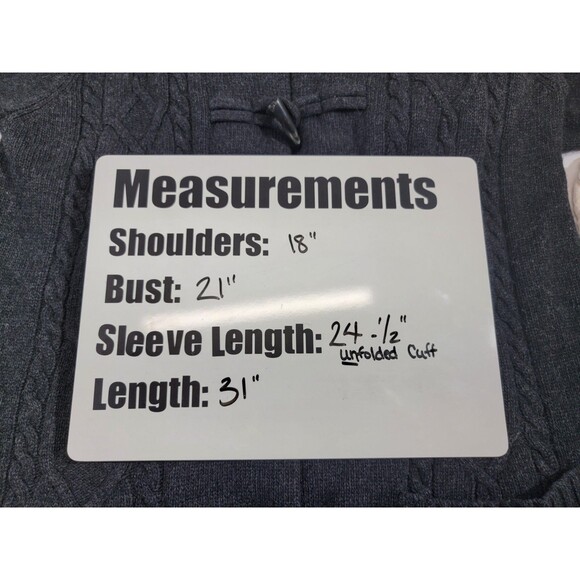 Measurements
Shoulders: 18"
Bust: 21"
Sleeve Length: 24 -1/2"
unfolded Cuff
Length: 31"